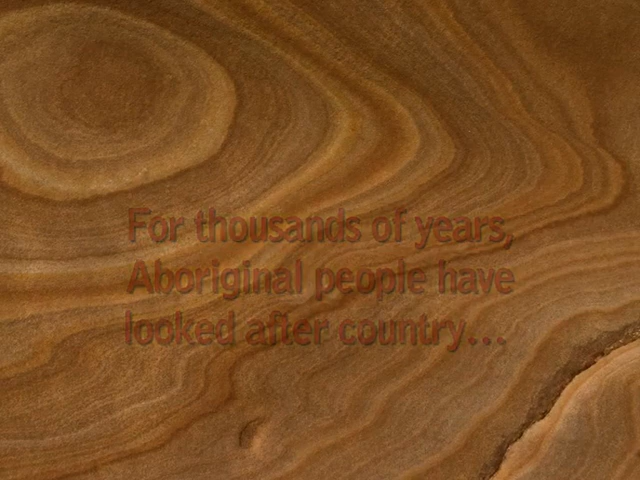 For thousands of years,
Aboriginal people have
looked after country...